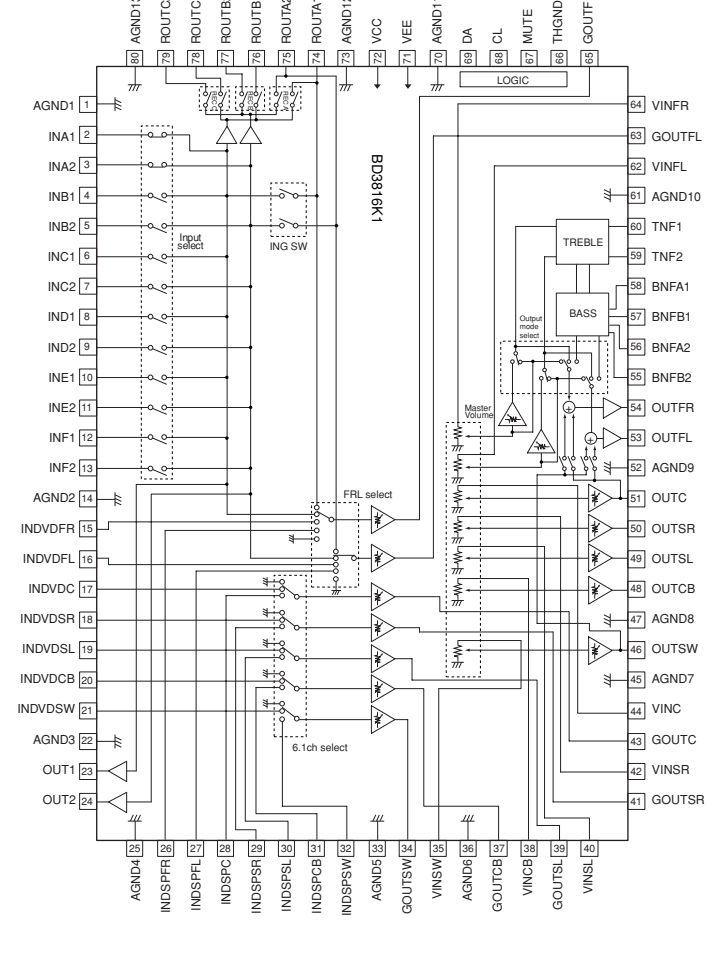 AGND13
80
79
78
77
76
ROUTA2
75
ROUTA1
74
AGND12
73
VCC
72
VEE
71
AGND11
70
DA
69
CL
68
MUTE
67
THGND
66
GOUTFR
65
LOGIC
REC C
REC B
REC A
BD3816K1
AGND1 1
INA1 2
INA2 3
INB1 4
INB2 5
INC1 6
INC2 7
IND1 8
IND2 9
INE1 10
INE2 11
INF1 12
INF2 13
AGND2 14
INDVDFR 15
INDVDFL 16
INDVDC 17
INDVDSR 18
INDVDSL 19
INDVDCB 20
INDVDSW 21
AGND3 22
OUT1 23
OUT2 24
Input
select
ING SW
TREBLE
BASS
Output
mode
select
Master
Volume
FRL select
6.1ch select
64 VINFR
63 GOUTFL
62 VINFL
61 AGND10
60 TNF1
59 TNF2
58 BNFA1
57 BNFB1
56 BNFA2
55 BNFB2
54 OUTFR
53 OUTFL
52 AGND9
51 OUTC
50 OUTSR
49 OUTSL
48 OUTCB
47 AGND8
46 OUTSW
45 AGND7
44 VINC
43 GOUTC
42 VINSR
41 GOUTSR
25
AGND4
26
INDSPFR
27
INDSPFL
28
INDSPC
29
INDSPSR
30
INDSPSL
31
INDSPCB
32
INDSPSW
33
AGND5
34
GOUTSW
35
VINSW
36
AGND6
37
GOUTCB
38
VINCB
39
GOUTSL
40
VINSL